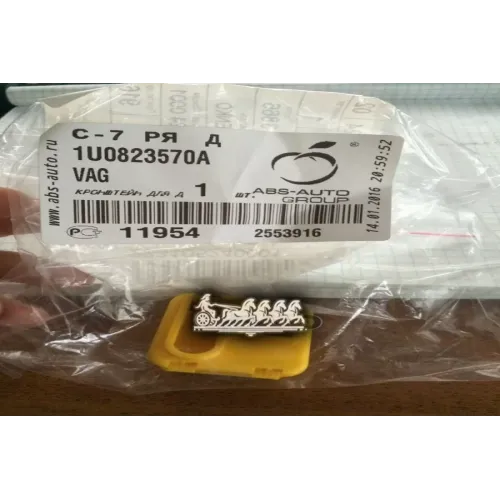 www.abs-auto.ru
С-7 РЯ Д
1U0823570A
VAG
КРОНШТЕЙН ДЛЯ Д 1 шт.
ABS-AUTO
GROUP
РСТ 11954 2553916
14.01.2016 20:59:52